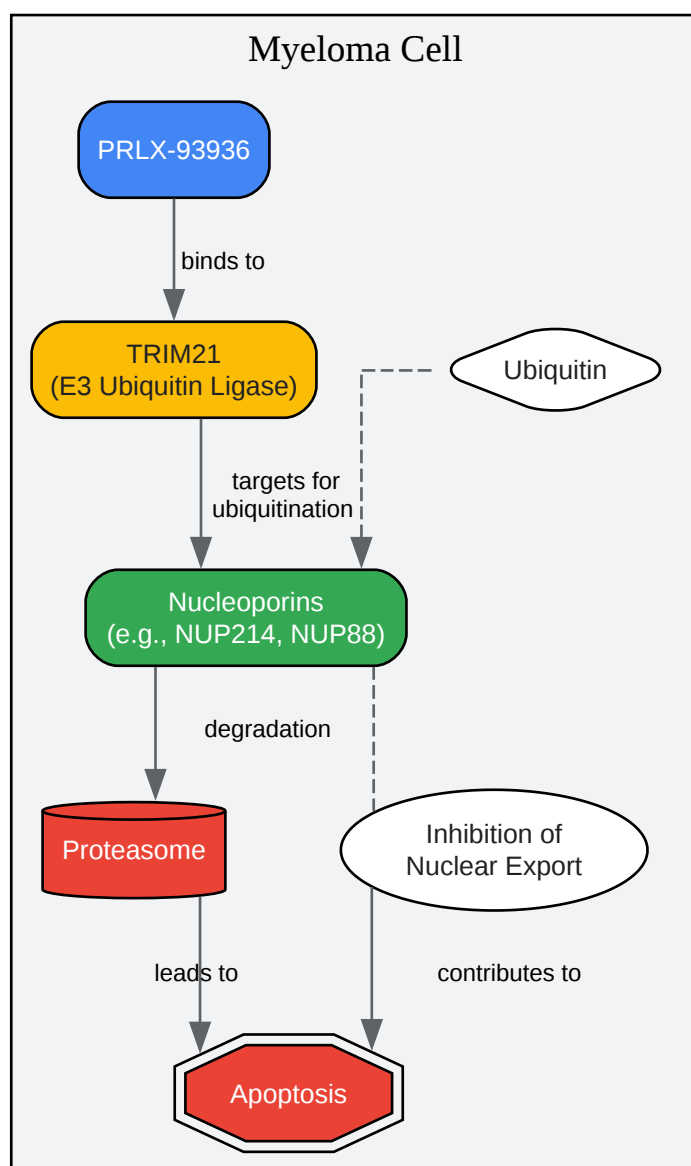 Myeloma Cell
PRLX-93936
binds to
TRIM21
(E3 Ubiquitin Ligase)
Ubiquitin
targets for
ubiquitination
Nucleoporins
(e.g., NUP214, NUP88)
degradation
Proteasome
Inhibition of
Nuclear Export
leads to
contributes to
Apoptosis